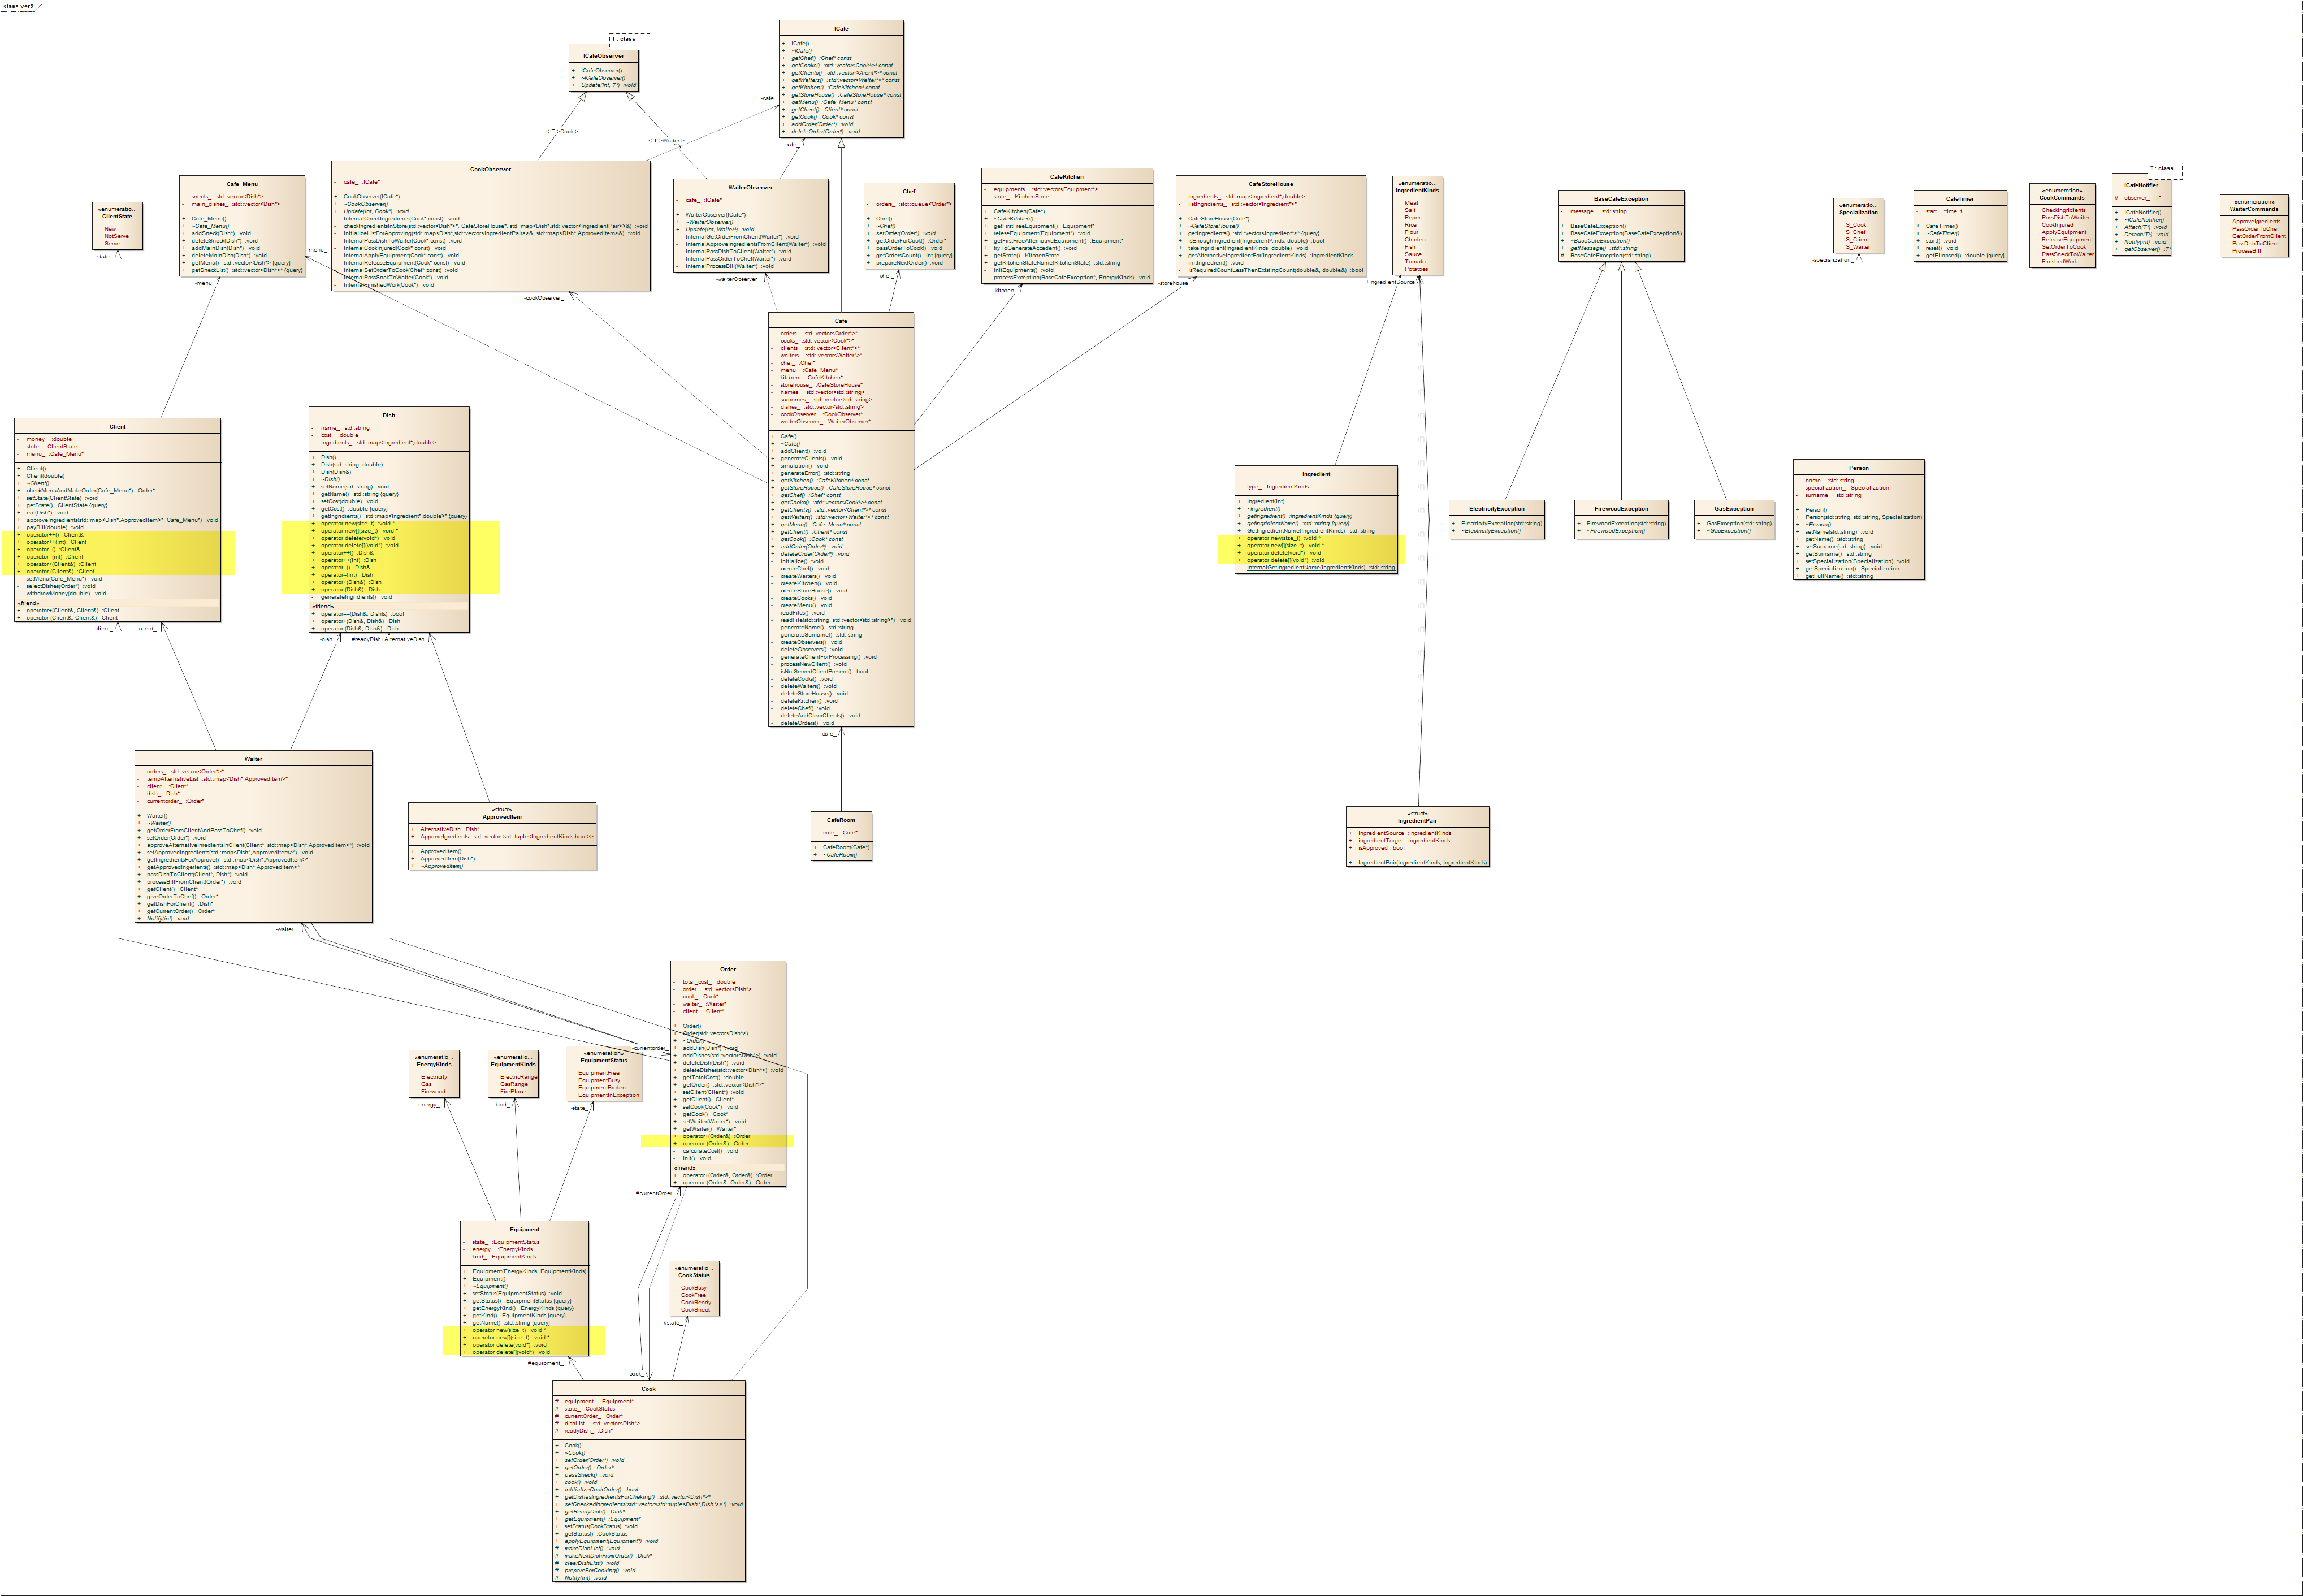 class ver5
T : class
ICafeObserver
+ ICafeObserver()
+ ~ICafeObserver()
+ Update(int, T*) :void
ICafe
+ ICafe()
+ ~ICafe()
+ getChef() :Chef* const
+ getCooks() :std::vector<Cook*>* const
+ getClients() :std::vector<Client*>* const
+ getWaiters() :std::vector<Waiter*>* const
+ getKitchen() :CafeKitchen* const
+ getStoreHouse() :CafeStoreHouse* const
+ getMenu() :Cafe_Menu* const
+ getClient() :Client* const
+ getCook() :Cook* const
+ addOrder(Order*) :void
+ deleteOrder(Order*) :void
-cafe_
< T->Cook >
< T->Waiter >
-cafe_
«enumeratio...
ClientState
New
NotServe
Serve
-state_
Cafe_Menu
- snecks_ :std::vector<Dish*>
- main_dishes_ :std::vector<Dish*>
+ Cafe_Menu()
+ ~Cafe_Menu()
+ addSneck(Dish*) :void
+ deleteSneck(Dish*) :void
+ addMainDish(Dish*) :void
+ deleteMainDish(Dish*) :void
+ getMenu() :std::vector<Dish*> {query}
+ getSneckList() :std::vector<Dish*>* {query}
-menu_
-menu_
CookObserver
- cafe_ :ICafe*
+ CookObserver(ICafe*)
+ ~CookObserver()
+ Update(int, Cook*) :void
- InternalCheckIngredients(Cook* const) :void
- checkIngredientsInStore(std::vector<Dish*>*, CafeStoreHouse*, std::map<Dish*,std::vector<IngredientPair>>&) :void
- initializeListForApproving(std::map<Dish*,std::vector<IngredientPair>>&, std::map<Dish*,ApprovedItem>&) :void
- InternalPassDishToWaiter(Cook* const) :void
- InternalCookInjured(Cook* const) :void
- InternalApplyEquipment(Cook* const) :void
- InternalReleaseEquipment(Cook* const) :void
- InternalSetOrderToCook(Chef* const) :void
- InternalPassSnakToWaiter(Cook*) :void
- InternalFinishedWork(Cook*) :void
-cookObserver_
WaiterObserver
- cafe_ :ICafe*
+ WaiterObserver(ICafe*)
+ ~WaiterObserver()
+ Update(int, Waiter*) :void
- InternalGetOrderFromClient(Waiter*) :void
- InternalApproveIngredientsFromClient(Waiter*) :void
- InternalPassDishToClient(Waiter*) :void
- InternalPassOrderToChef(Waiter*) :void
- InternalProcessBill(Waiter*) :void
-waiterObserver_
Chef
- orders_ :std::queue<Order*>
+ Chef()
+ ~Chef()
+ setOrder(Order*) :void
+ getOrderForCook() :Order*
+ getOrdersCount() :int {query}
+ passOrderToCook() :void
+ prepareNextOrder() :void
-chef_
CafeKitchen
- equipments_ :std::vector<Equipment*>
- state_ :KitchenState
+ CafeKitchen(Cafe*)
+ ~CafeKitchen()
+ getFirstFreeEquipment() :Equipment*
+ releseEquipment(Equipment*) :void
+ getFirstFreeAlternativeEquipment() :Equipment*
+ tryToGenerateAccedent() :void
+ getState() :KitchenState
+ getKitchenStateName(KitchenState) :std::string
- initEquipments() :void
- processException(BaseCafeException*, EnergyKinds) :void
-kitchen_
CafeStoreHouse
- ingredients_ :std::map<Ingredient*,double>
- listIngridients_ :std::vector<Ingredient*>*
+ CafeStoreHouse(Cafe*)
+ ~CafeStoreHouse()
+ getIngredients() :std::vector<Ingredient*>* {query}
+ isEnoughIngredient(IngredientKinds, double) :bool
+ takeIngridient(IngredientKinds, double) :void
+ getAlternativeIngredientForIngredient(IngredientKinds) :IngredientKinds
- initIngredient() :void
- isRequiredCountLessThenExistingCount(double&, double&) :bool
-storehouse_
«enumeratio...
IngredientKinds
Meat
Salt
Paper
Rice
Flour
Chicken
Fish
Sauce
Tomato
Potatoes
+ingredientSource
BaseCafeException
- message_ :std::string
+ BaseCafeException()
+ BaseCafeException(BaseCafeException&)
+ ~BaseCafeException()
+ getMessage() :std::string
# BaseCafeException(std::string)
«enumeratio...
Specialization
S_Cook
S_Chef
S_Client
S_Waiter
-specialization_
CafeTimer
- start_ :time_t
+ CafeTimer()
+ ~CafeTimer()
+ start() :void
+ reset() :void
+ getEllapsed() :double {query}
«enumeration»
CookCommands
CheckIngridients
PassDishToWaiter
CookInjured
ApplyEquipment
ReleaseEquipment
SetOrderToCook
PassSneckToWaiter
FinishedWork
T : class
ICafeNotifier
# observer_ :T*
+ ICafeNotifier()
+ ~ICafeNotifier()
+ Attach(T*) :void
+ Detach(T*) :void
+ Notify(int) :void
+ getObserver() :T*
«enumeration»
WaiterCommands
ApproveIgredients
PassOrderToChef
GetOrderFromClient
PassDishToClient
ProcessBill
Cafe
- orders_ :std::vector<Order*>*
- cooks_ :std::vector<Cook*>*
- clients_ :std::vector<Client*>*
- waiters_ :std::vector<Waiter*>*
- chef_ :Chef*
- menu_ :Cafe_Menu*
- kitchen_ :CafeKitchen*
- storehouse_ :CafeStoreHouse*
- names_ :std::vector<std::string>
- surnames_ :std::vector<std::string>
- dishes_ :std::vector<std::string>
- cookObserver_ :CookObserver*
- waiterObserver_ :WaiterObserver*
+ Cafe()
+ ~Cafe()
+ addClient() :void
+ generateClients() :void
+ simulation() :void
+ generateError() :std::string
+ getKitchen() :CafeKitchen* const
+ getStoreHouse() :CafeStoreHouse* const
+ getChef() :Chef* const
+ getCooks() :std::vector<Cook*>* const
+ getClients() :std::vector<Client*>* const
+ getWaiters() :std::vector<Waiter*>* const
+ getMenu() :Cafe_Menu* const
+ getClient() :Client* const
+ getCook() :Cook* const
+ addOrder(Order*) :void
+ deleteOrder(Order*) :void
- initialize() :void
- createChef() :void
- createWaiters() :void
- createKitchen() :void
- createStoreHouse() :void
- createCooks() :void
- createMenu() :void
- readFiles() :void
- readFile(std::string, std::vector<std::string>*) :void
- generateName() :std::string
- generateSurname() :std::string
- createObservers() :void
- deleteObservers() :void
- generateClientForProcessing() :void
- processNewClient() :void
- isNotServedClientPresent() :bool
- deleteCooks() :void
- deleteWaiters() :void
- deleteStoreHouse() :void
- deleteKitchen() :void
- deleteChef() :void
- deleteAndClearClients() :void
- deleteOrders() :void
-cafe_
Client
- money_ :double
- state_ :ClientState
- menu_ :Cafe_Menu*
+ Client()
+ Client(double)
+ ~Client()
+ checkMenuAndMakeOrder(Cafe_Menu*) :Order*
+ setState(ClientState) :void
+ getState() :ClientState {query}
+ eat(Dish*) :void
+ approveIngredients(std::map<Dish*,ApprovedItem>*, Cafe_Menu*) :void
+ payBill(double) :void
+ operator++() :Client&
+ operator++(int) :Client
+ operator--() :Client&
+ operator--(int) :Client
+ operator+(Client&) :Client
+ operator-(Client&) :Client
- setMenu(Cafe_Menu*) :void
- selectDishes(Order*) :void
- withdrawMoney(double) :void
«friend»
+ operator+(Client&, Client&) :Client
+ operator-(Client&, Client&) :Client
-client_
-client_
Dish
- name_ :std::string
- cost_ :double
- ingridients_ :std::map<Ingredient*,double>
+ Dish()
+ Dish(std::string, double)
+ Dish(Dish&)
+ ~Dish()
+ setName(std::string) :void
+ getName() :std::string {query}
+ setCost(double) :void
+ getCost() :double {query}
+ getIngridients() :std::map<Ingredient*,double>* {query}
+ operator new(size_t) :void *
+ operator new[](size_t) :void *
+ operator delete(void*) :void
+ operator delete[](void*) :void
+ operator++() :Dish&
+ operator++(int) :Dish
+ operator--() :Dish&
+ operator--(int) :Dish
+ operator+(Dish&) :Dish
+ operator-(Dish&) :Dish
- generateIngridients() :void
«friend»
+ operator==(Dish&, Dish&) :bool
+ operator+(Dish&, Dish&) :Dish
+ operator-(Dish&, Dish&) :Dish
-dish_
#readyDish+AlternativeDish
Ingredient
- type_ :IngredientKinds
+ Ingredient(int)
+ ~Ingredient()
+ getIngredient() :IngredientKinds {query}
+ getIngridientName() :std::string {query}
+ GetIngredientName(IngredientKinds) :std::string
+ operator new(size_t) :void *
+ operator new[](size_t) :void *
+ operator delete(void*) :void
+ operator delete[](void*) :void
- InternalGetIngredientName(IngredientKinds) :std::string
ElectricityException
+ ElectricityException(std::string)
+ ~ElectricityException()
FirewoodException
+ FirewoodException(std::string)
+ ~FirewoodException()
GasException
+ GasException(std::string)
+ ~GasException()
Person
- name_ :std::string
- specialization_ :Specialization
- surname_ :std::string
+ Person()
+ Person(std::string, std::string, Specialization)
+ ~Person()
+ setName(std::string) :void
+ getName() :std::string
+ setSurname(std::string) :void
+ getSurname() :std::string
+ setSpecialization(Specialization) :void
+ getSpecialization() :Specialization
+ getFullName() :std::string
Waiter
- orders_ :std::vector<Order*>*
- tempAlternativeList :std::map<Dish*,ApprovedItem>*
- client_ :Client*
- dish_ :Dish*
- currentorder_ :Order*
+ Waiter()
+ ~Waiter()
+ getOrderFromClientAndPassToChef() :void
+ setOrder(Order*) :void
+ approveAlternativeInredientsInClient(Client*, std::map<Dish*,ApprovedItem>*) :void
+ setApprovedIngredients(std::map<Dish*,ApprovedItem>*) :void
+ getIngredientsForApprove() :std::map<Dish*,ApprovedItem>*
+ getApprovedIngerients() :std::map<Dish*,ApprovedItem>*
+ passDishToClient(Client*, Dish*) :void
+ processBillFromClient(Order*) :void
+ getClient() :Client*
+ giveOrderToChef() :Order*
+ getDishForClient() :Dish*
+ getCurrentOrder() :Order*
+ Notify(int) :void
-waiter_
«struct»
ApprovedItem
+ AlternativeDish :Dish*
+ ApproveIgredients :std::vector<std::tuple<IngredientKinds,bool>>
+ ApprovedItem()
+ ApprovedItem(Dish*)
+ ~ApprovedItem()
CafeRoom
- cafe_ :Cafe*
+ CafeRoom(Cafe*)
+ ~CafeRoom()
«struct»
IngredientPair
+ ingredientSource :IngredientKinds
+ ingredientTarget :IngredientKinds
+ isApproved :bool
+ IngredientPair(IngredientKinds, IngredientKinds)
Order
- total_cost_ :double
- order_ :std::vector<Dish*>
- cook_ :Cook*
- waiter_ :Waiter*
- client_ :Client*
+ Order()
+ Order(std::vector<Dish*>)
+ ~Order()
+ addDish(Dish*) :void
+ addDishes(std::vector<Dish*>) :void
+ deleteDish(Dish*) :void
+ deleteDishes(std::vector<Dish*>) :void
+ getTotalCost() :double
+ getOrder() :std::vector<Dish*>*
+ setClient(Client*) :void
+ getClient() :Client*
+ setCook(Cook*) :void
+ getCook() :Cook*
+ setWaiter(Waiter*) :void
+ getWaiter() :Waiter*
+ operator+(Order&) :Order
+ operator-(Order&) :Order
- calculateCost() :void
- init() :void
«friend»
+ operator+(Order&, Order&) :Order
+ operator-(Order&, Order&) :Order
-currentorder_
#currentOrder_
«enumeratio...
EnergyKinds
Electricity
Gas
Firewood
-energy_
«enumeratio...
EquipmentKinds
ElectricRange
GasRange
FirePlace
-kind_
«enumeration»
EquipmentStatus
EquipmentFree
EquipmentBusy
EquipmentBroken
EquipmentInException
-state_
Equipment
- state_ :EquipmentStatus
- energy_ :EnergyKinds
- kind_ :EquipmentKinds
+ Equipment(EnergyKinds, EquipmentKinds)
+ Equipment()
+ ~Equipment()
+ setStatus(EquipmentStatus) :void
+ getStatus() :EquipmentStatus {query}
+ getEnergyKind() :EnergyKinds {query}
+ getKind() :EquipmentKinds {query}
+ getName() :std::string {query}
+ operator new(size_t) :void *
+ operator new[](size_t) :void *
+ operator delete(void*) :void
+ operator delete[](void*) :void
#equipment_
«enumeratio...
CookStatus
CookBusy
CookFree
CookReady
CookSneck
#state_
-cook_
Cook
# equipment_ :Equipment*
# state_ :CookStatus
# currentOrder_ :Order*
# dishList_ :std::vector<Dish*>
# readyDish_ :Dish*
+ Cook()
+ ~Cook()
+ setOrder(Order*) :void
+ getOrder() :Order*
+ passSneck() :void
+ cook() :void
+ intitializeCookOrder() :bool
+ getDishesIngredientsForCheking() :std::vector<Dish*>*
+ setCheckedIngredients(std::vector<std::tuple<Dish*,Dish*>>*) :void
+ getReadyDish() :Dish*
+ getEquipment() :Equipment*
+ setStatus(CookStatus) :void
+ getStatus() :CookStatus
+ applyEquipment(Equipment*) :void
# makeDishList() :void
# makeNextDishFromOrder() :Dish*
# clearDishList() :void
# prepareForCooking() :void
# Notify(int) :void